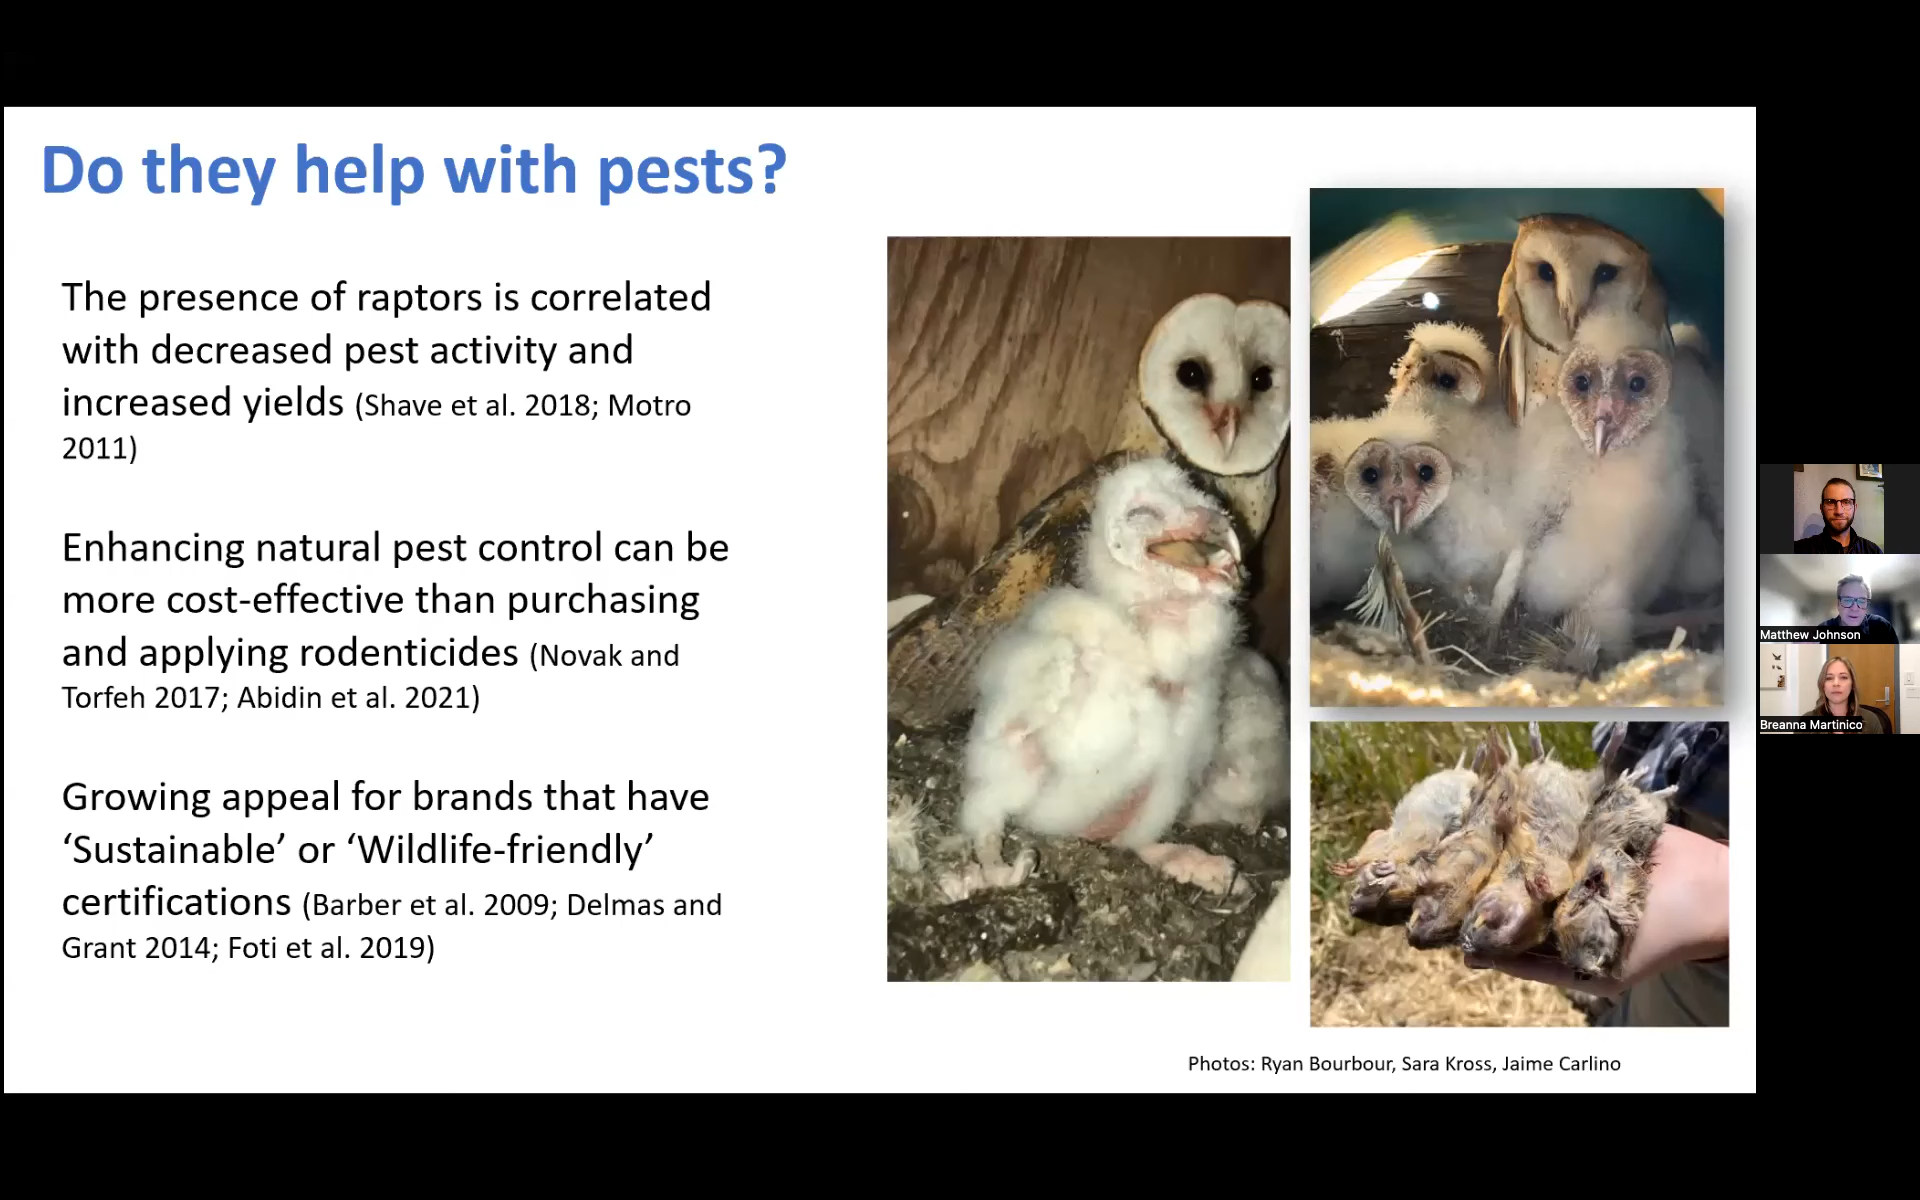 Do they help with pests?
The presence of raptors is correlated
with decreased pest activity and
increased yields (Shave et al. 2018; Motro
2011)
Enhancing natural pest control can be
more cost-effective than purchasing
and applying rodenticides (Novak and
Torfeh 2017; Abidin et al. 2021)
Growing appeal for brands that have
‘Sustainable’ or ‘Wildlife-friendly’
certifications (Barber et al. 2009; Delmas and
Grant 2014; Foti et al. 2019)
Photos: Ryan Bourbour, Sara Kross, Jaime Carlino
Matthew Johnson
Breanna Martinico